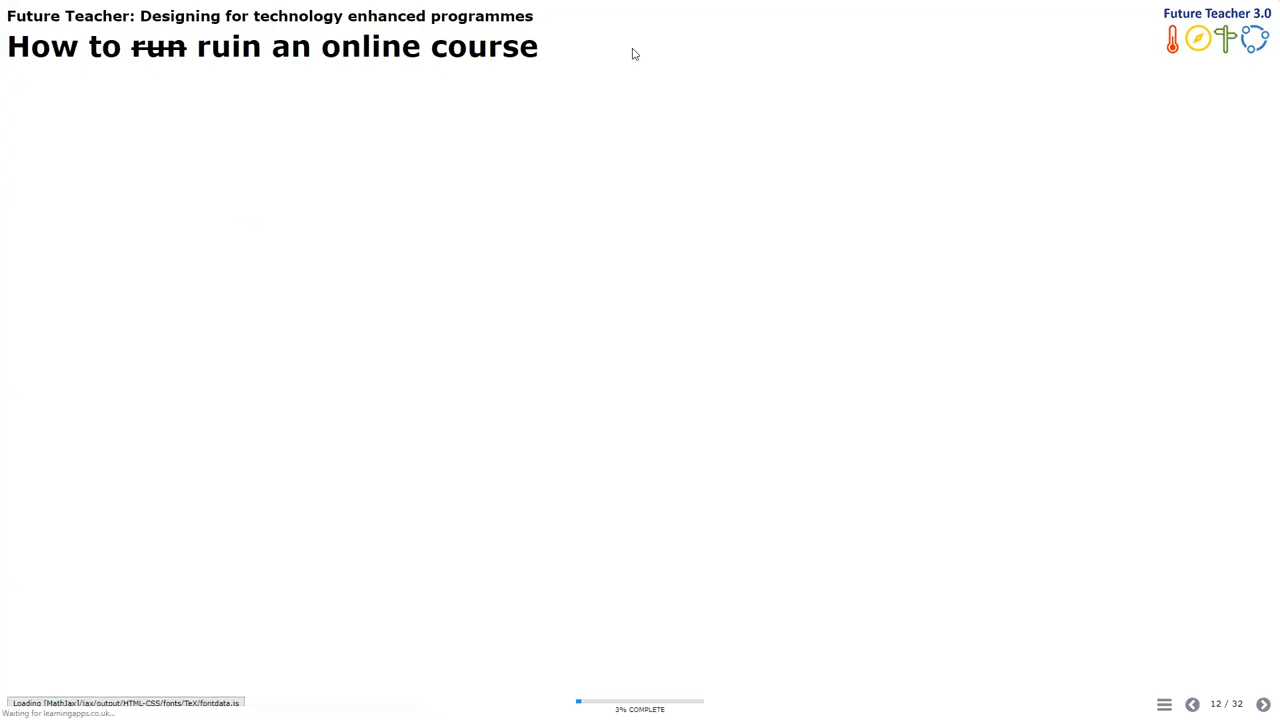 Future Teacher: Designing for technology enhanced programmes
Future Teacher 3.0
How to run ruin an online course
Loading [MathJax]/jax/output/HTML-CSS/fonts/TeX/fontdata.js
Waiting for learningapps.co.uk...
3% COMPLETE
12 / 32